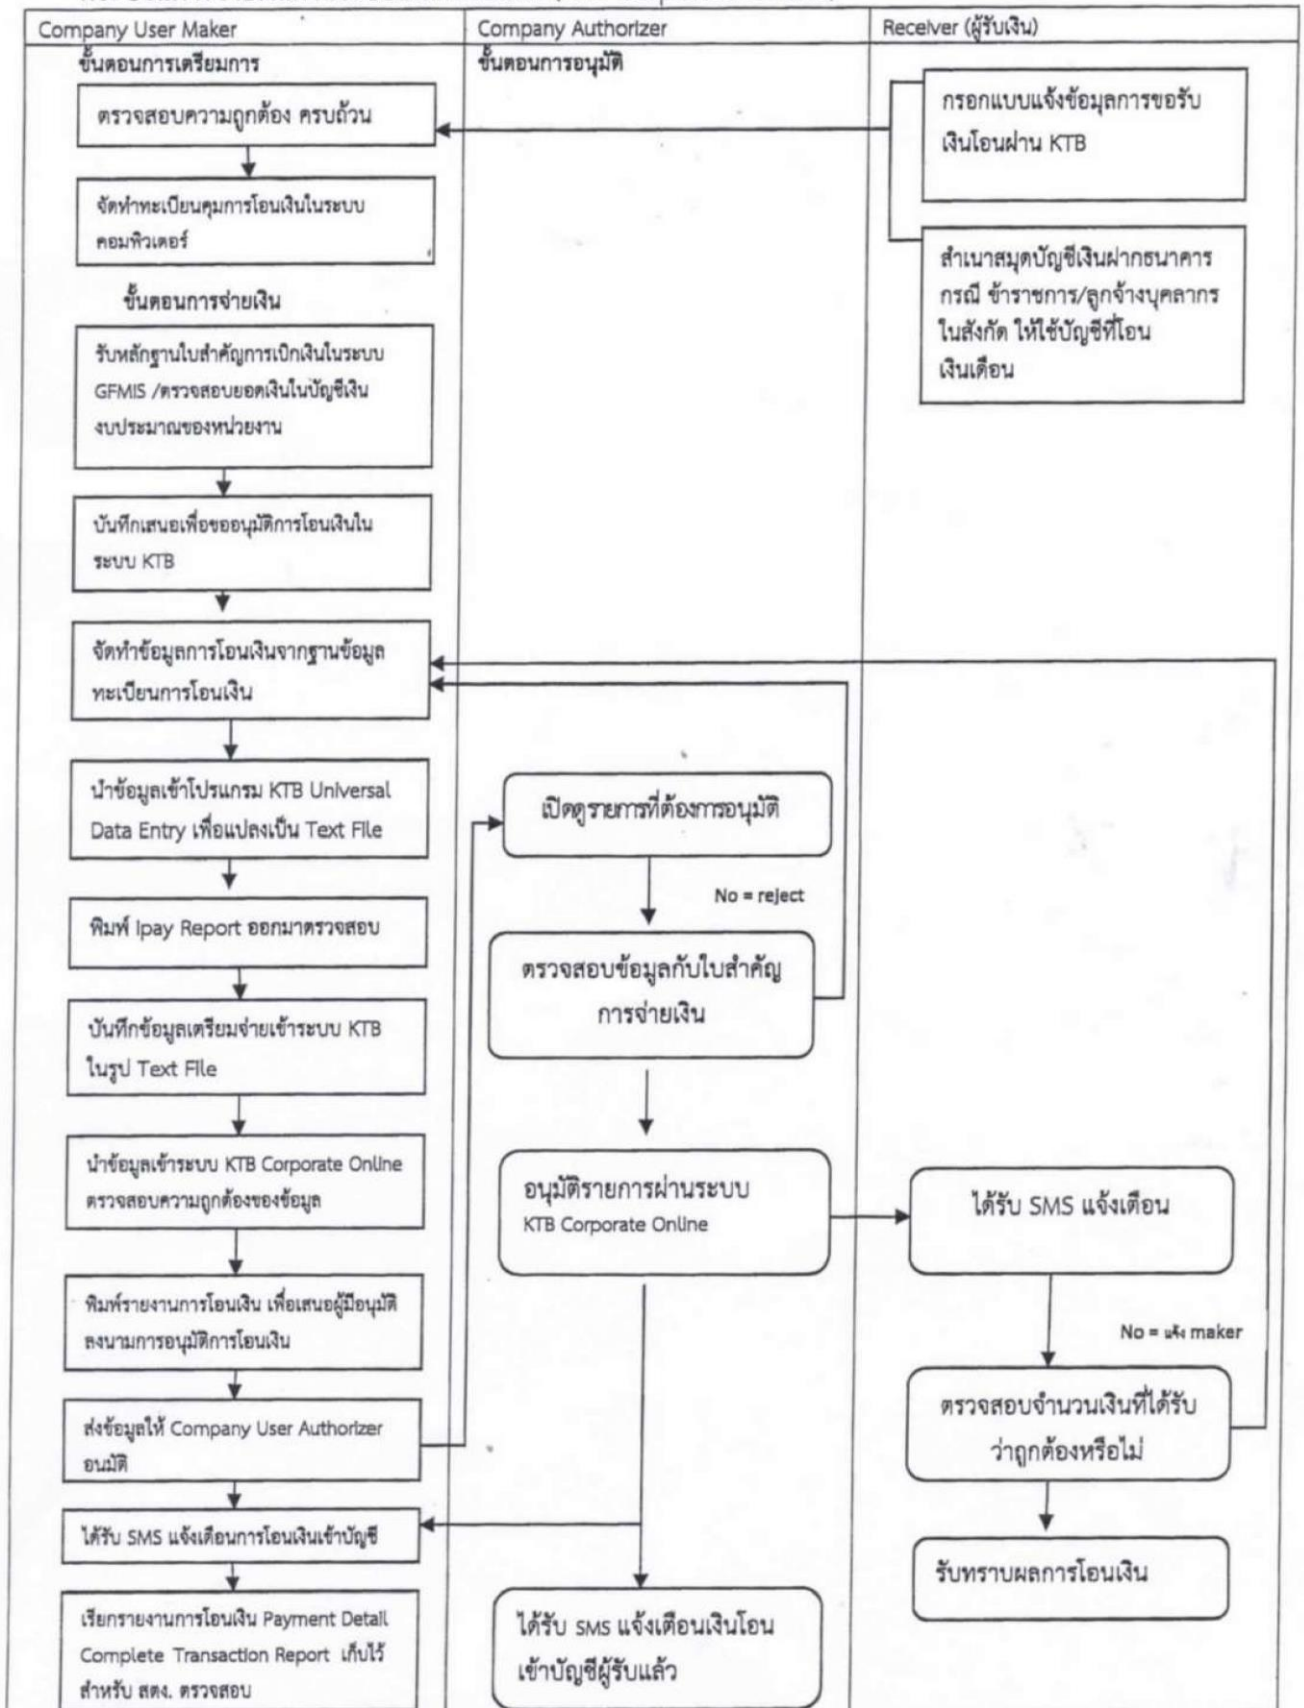 Company User Maker
Company Authorizer
Receiver (ผู้รับเงิน)
ขั้นตอนการเตรียมการ
ขั้นตอนการอนุมัติ
ตรวจสอบความถูกต้อง ครบถ้วน
กรอกแบบแจ้งข้อมูลการขอรับ
เงินโอนฝ่าน KTB
จัดทำทะเบียนคุมการโอนเงินในระบบ
คอมพิวเตอร์
สำเนาสมุดบัญชีเงินฝากธนาคาร
กรณี ข้าราชการ/ลูกจ้างบุคลากร
ในสังกัด ให้ใช้บัญชีที่โอน
เงินเดือน
ขั้นตอนการจ่ายเงิน
รับหลักฐานใบสำคัญการเบิกเงินในระบบ
GFMIS /ตรวจสอบยอดเงินในบัญชีเงิน
งบประมาณของหน่วยงาน
บันทึกเสนอเพื่อขออนุมัติการโอนเงินใน
ระบบ KTB
จัดทำข้อมูลการโอนเงินจากฐานข้อมูล
ทะเบียนการโอนเงิน
นำข้อมูลเข้าโปรแกรม KTB Universal
Data Entry เพื่อแปลงเป็น Text File
เปิดดูรายการที่ต้องการอนุมัติ
No = reject
พิมพ์ Ipay Report ออกมาตรวจสอบ
ตรวจสอบข้อมูลกับใบสำคัญ
การจ่ายเงิน
บันทึกข้อมูลเตรียมจ่ายเข้าระบบ KTB
ในรูป Text File
นำข้อมูลเข้าระบบ KTB Corporate Online
ตรวจสอบความถูกต้องของข้อมูล
อนุมัติรายการผ่านระบบ
KTB Corporate Online
ได้รับ SMS แจ้งเตือน
พิมพ์รายงานการโอนเงิน เพื่อเสนอผู้มีอนุมัติ
ลงนามการอนุมัติการโอนเงิน
No = แจ้ง maker
ส่งข้อมูลให้ Company User Authorizer
อนมัติ
ตรวจสอบจำนวนเงินที่ได้รับ
ว่าถูกต้องหรือไม่
ได้รับ SMS แจ้งเตือนการโอนเงินเข้าบัญชี
รับทราบผลการโอนเงิน
เรียกรายงานการโอนเงิน Payment Detail
Complete Transaction Report เก็บไว้
สำหรับ สตง. ตรวจสอบ
ได้รับ SMS แจ้งเตือนเงินโอน
เข้าบัญชีผู้รับแล้ว